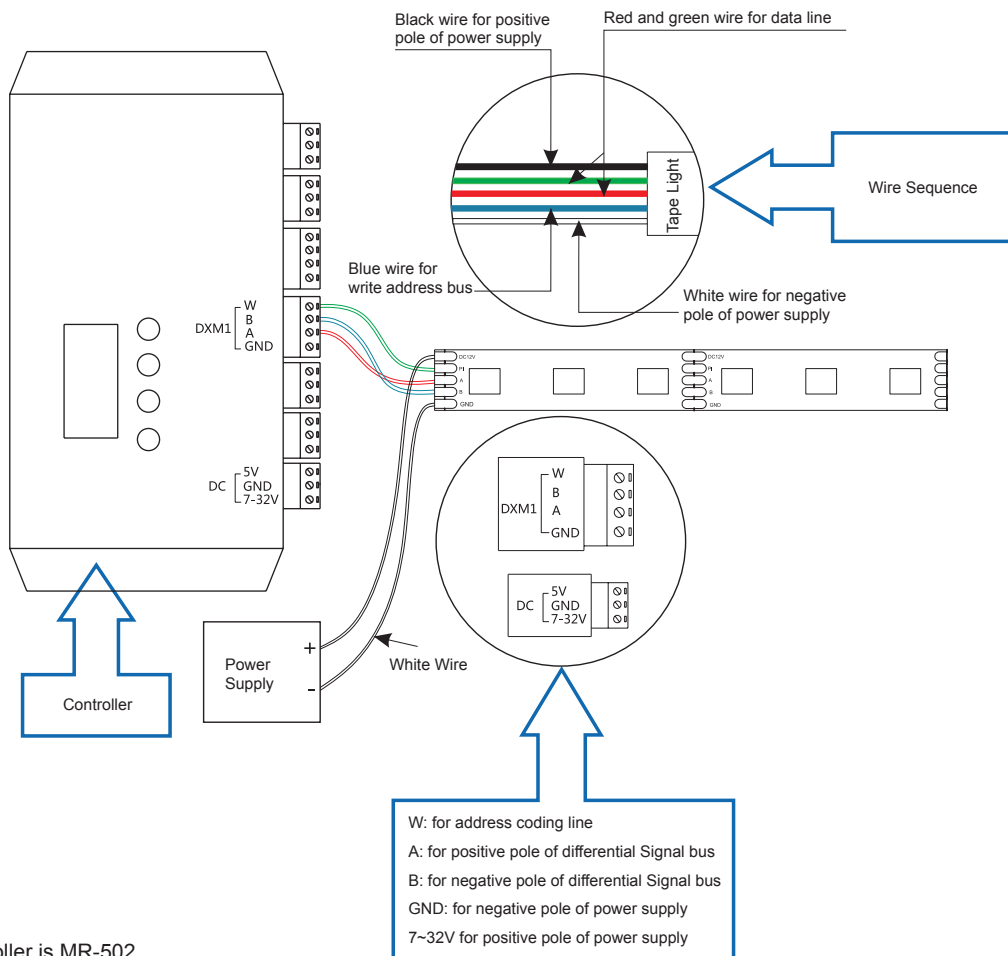 Black wire for positive
pole of power supply
Red and green wire for data line
Tape Light
Wire Sequence
Blue wire for
write address bus
White wire for negative
pole of power supply
DXM1
W
B
A
GND
DC
5V
GND
7-32V
DC12V
PI
A
B
GND
DC12V
PI
A
B
GND
DXM1
W
B
A
GND
DC
5V
GND
7-32V
Power
Supply
+
-
White Wire
Controller
W: for address coding line
A: for positive pole of differential Signal bus
B: for negative pole of differential Signal bus
GND: for negative pole of power supply
7~32V for positive pole of power supply
oller is MR-502